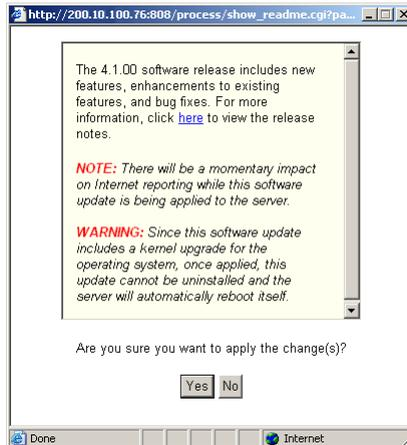 http://200.10.100.76:808/process/show_readme.cgi?pa...
The 4.1.00 software release includes new
features, enhancements to existing
features, and bug fixes. For more
information, click here to view the release
notes.
NOTE: There will be a momentary impact
on Internet reporting while this software
update is being applied to the server.
WARNING: Since this software update
includes a kernel upgrade for the
operating system, once applied, this
update cannot be uninstalled and the
server will automatically reboot itself.
Are you sure you want to apply the change(s)?
Yes No
Done Internet